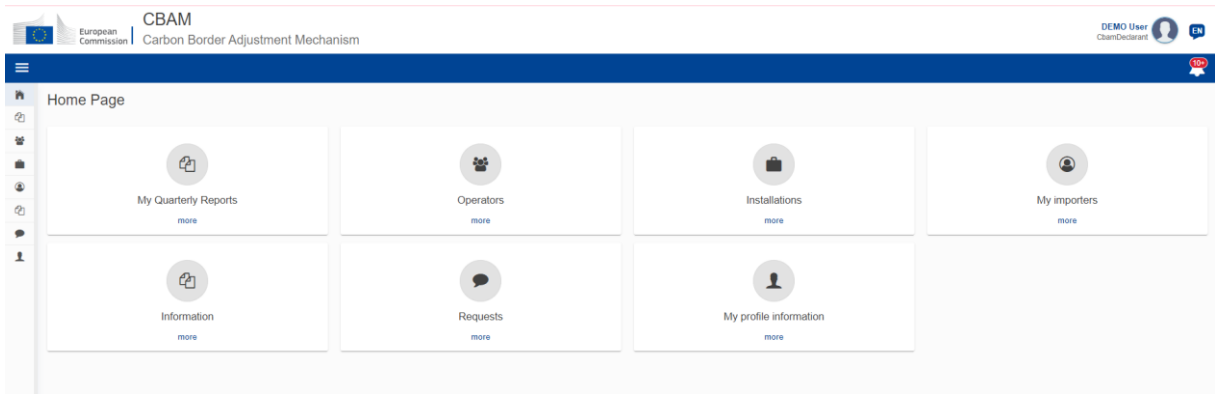 European
Commission
CBAM
Carbon Border Adjustment Mechanism
DEMO User
CbamDeclarant
EN
10+
Home Page
My Quarterly Reports
more
Operators
more
Installations
more
My importers
more
Information
more
Requests
more
My profile information
more